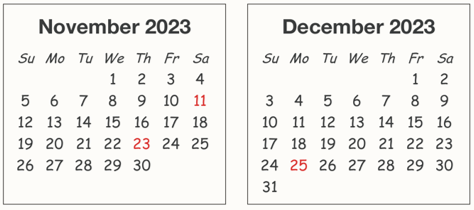 November 2023
Su Mo Tu We Th Fr Sa
1 2 3 4
5 6 7 8 9 10 11
12 13 14 15 16 17 18
19 20 21 22 23 24 25
26 27 28 29 30
December 2023
Su Mo Tu We Th Fr Sa
1 2
3 4 5 6 7 8 9
10 11 12 13 14 15 16
17 18 19 20 21 22 23
24 25 26 27 28 29 30
31